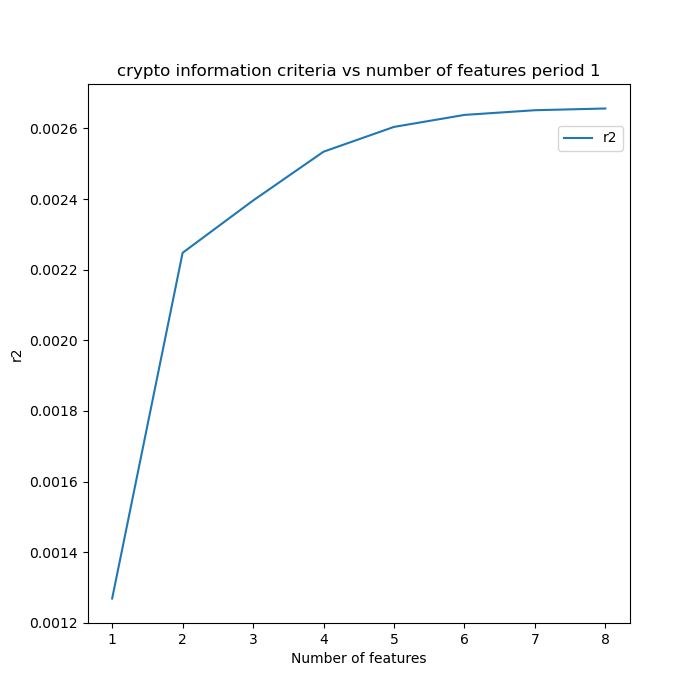 crypto information criteria vs number of features period 1
r2
0.0026
0.0024
0.0022
0.0020
0.0018
0.0016
0.0014
0.0012
r2
1 2 3 4 5 6 7 8
Number of features